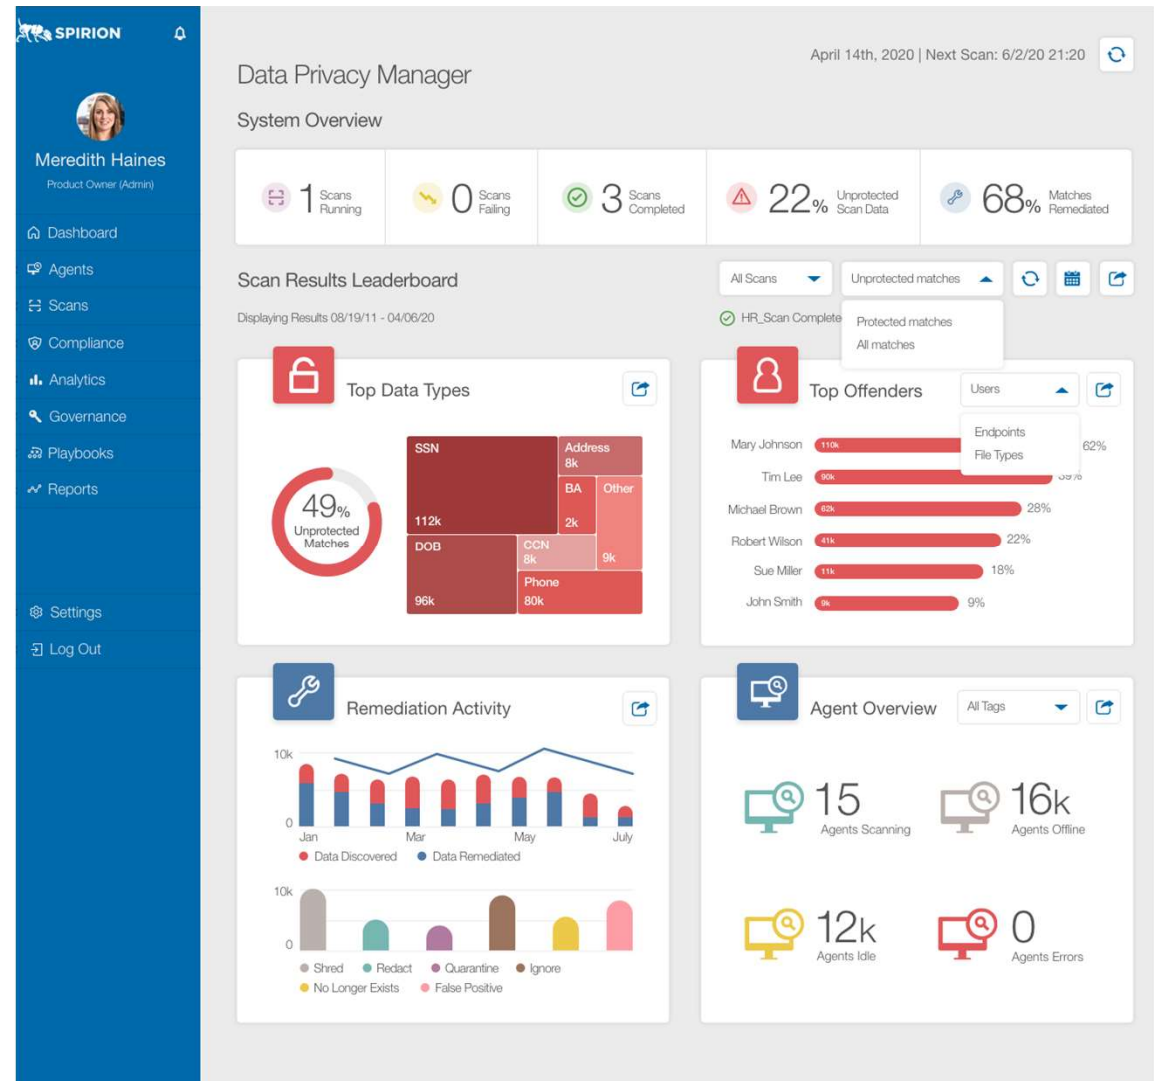 SPIRION
Meredith Haines
Product Owner (Admin)
Dashboard
Agents
Scans
Compliance
Analytics
Governance
Playbooks
Reports
Settings
Log Out
April 14th, 2020 | Next Scan: 6/2/20 21:20
Data Privacy Manager
System Overview
1 Scans Running
0 Scans Failing
3 Scans Completed
22% Unprotected Scan Data
68% Matches Remediated
Scan Results Leaderboard
All Scans
Unprotected matches
Protected matches
All matches
Displaying Results 08/19/11 - 04/06/20
HR_Scan Complete
Top Data Types
49%
Unprotected
Matches
SSN
112k
Address
8k
BA
2k
Other
9k
DOB
96k
CCN
8k
Phone
80k
Top Offenders
Users
Endpoints
File Types
Mary Johnson 110k 62%
Tim Lee 90k 39%
Michael Brown 62k 28%
Robert Wilson 41k 22%
Sue Miller 11k 18%
John Smith 9k 9%
Remediation Activity
10k
0
Jan Mar May July
Data Discovered Data Remediated
10k
0
Shred Redact Quarantine Ignore
No Longer Exists False Positive
Agent Overview
All Tags
15
Agents Scanning
16k
Agents Offline
12k
Agents Idle
0
Agents Errors